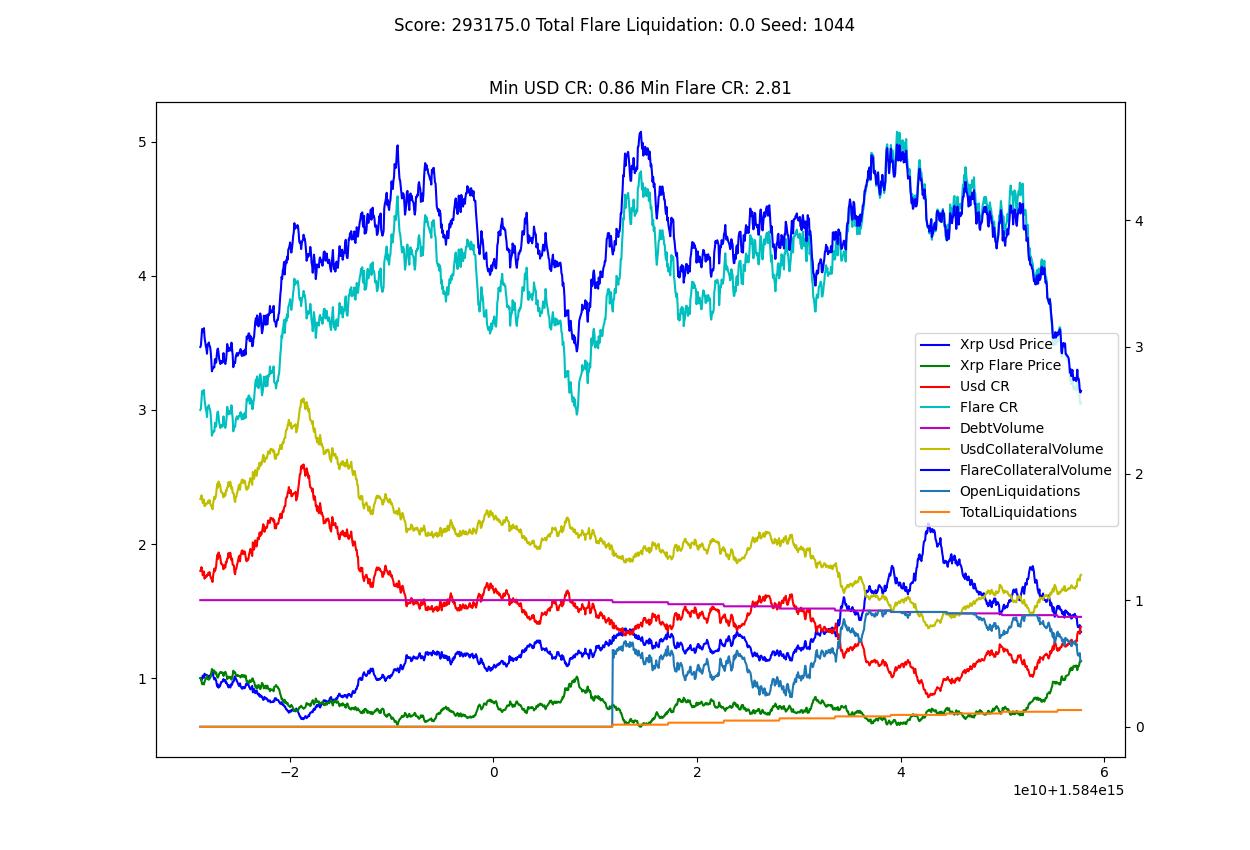 Score: 293175.0 Total Flare Liquidation: 0.0 Seed: 1044
Min USD CR: 0.86 Min Flare CR: 2.81
5
4
3
2
1
4
3
2
1
0
Xrp Usd Price
Xrp Flare Price
Usd CR
Flare CR
DebtVolume
UsdCollateralVolume
FlareCollateralVolume
OpenLiquidations
TotalLiquidations
−2 0 2 4 6
1e10+1.584e15